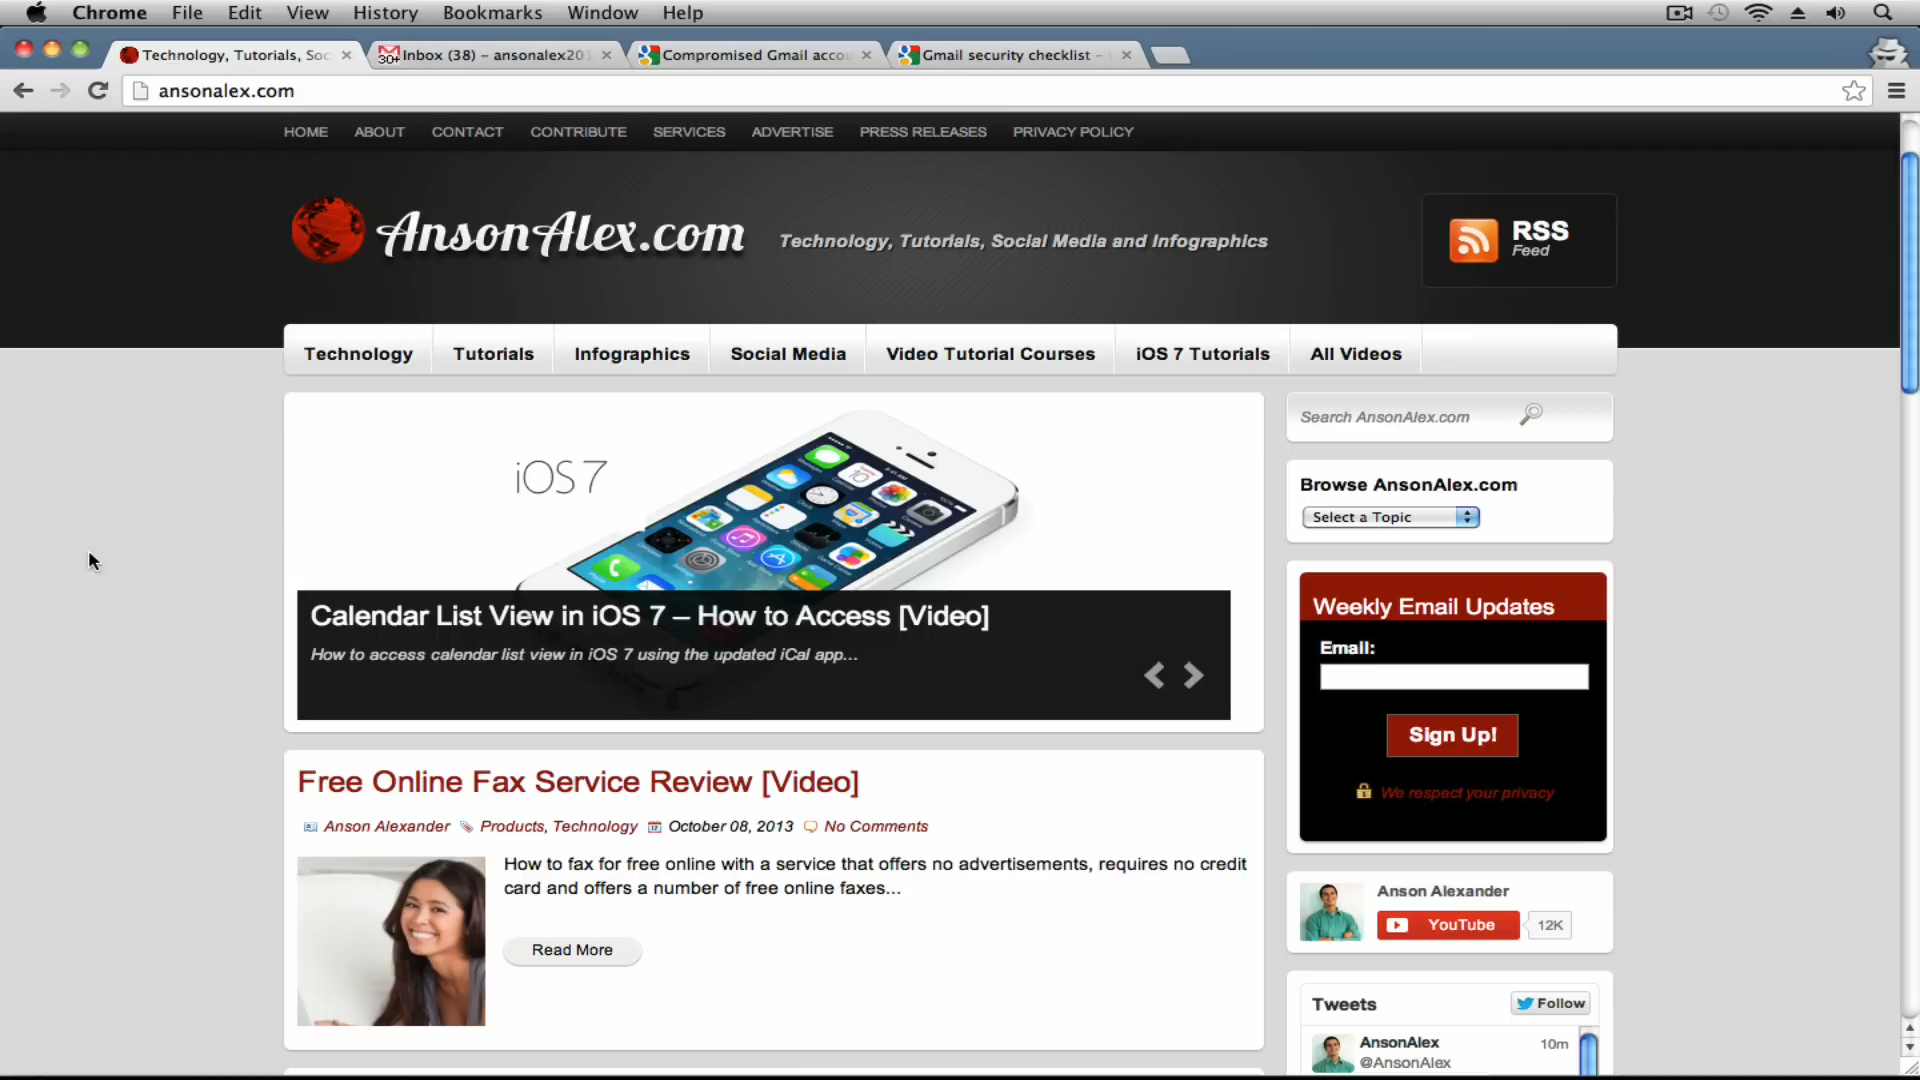 Chrome File Edit View History Bookmarks Window Help
Technology, Tutorials, Soc
Inbox (38) – ansonalex201
Compromised Gmail accou
Gmail security checklist –
ansonalex.com
HOME ABOUT CONTACT CONTRIBUTE SERVICES ADVERTISE PRESS RELEASES PRIVACY POLICY
AnsonAlex.com
Technology, Tutorials, Social Media and Infographics
RSS
Feed
Technology Tutorials Infographics Social Media Video Tutorial Courses iOS 7 Tutorials All Videos
iOS 7
Calendar List View in iOS 7 – How to Access [Video]
How to access calendar list view in iOS 7 using the updated iCal app...
Free Online Fax Service Review [Video]
Anson Alexander Products, Technology October 08, 2013 No Comments
How to fax for free online with a service that offers no advertisements, requires no credit
card and offers a number of free online faxes...
Read More
Search AnsonAlex.com
Browse AnsonAlex.com
Select a Topic
Weekly Email Updates
Email:
Sign Up!
We respect your privacy
Anson Alexander
YouTube 12K
Tweets Follow
AnsonAlex 10m
@AnsonAlex